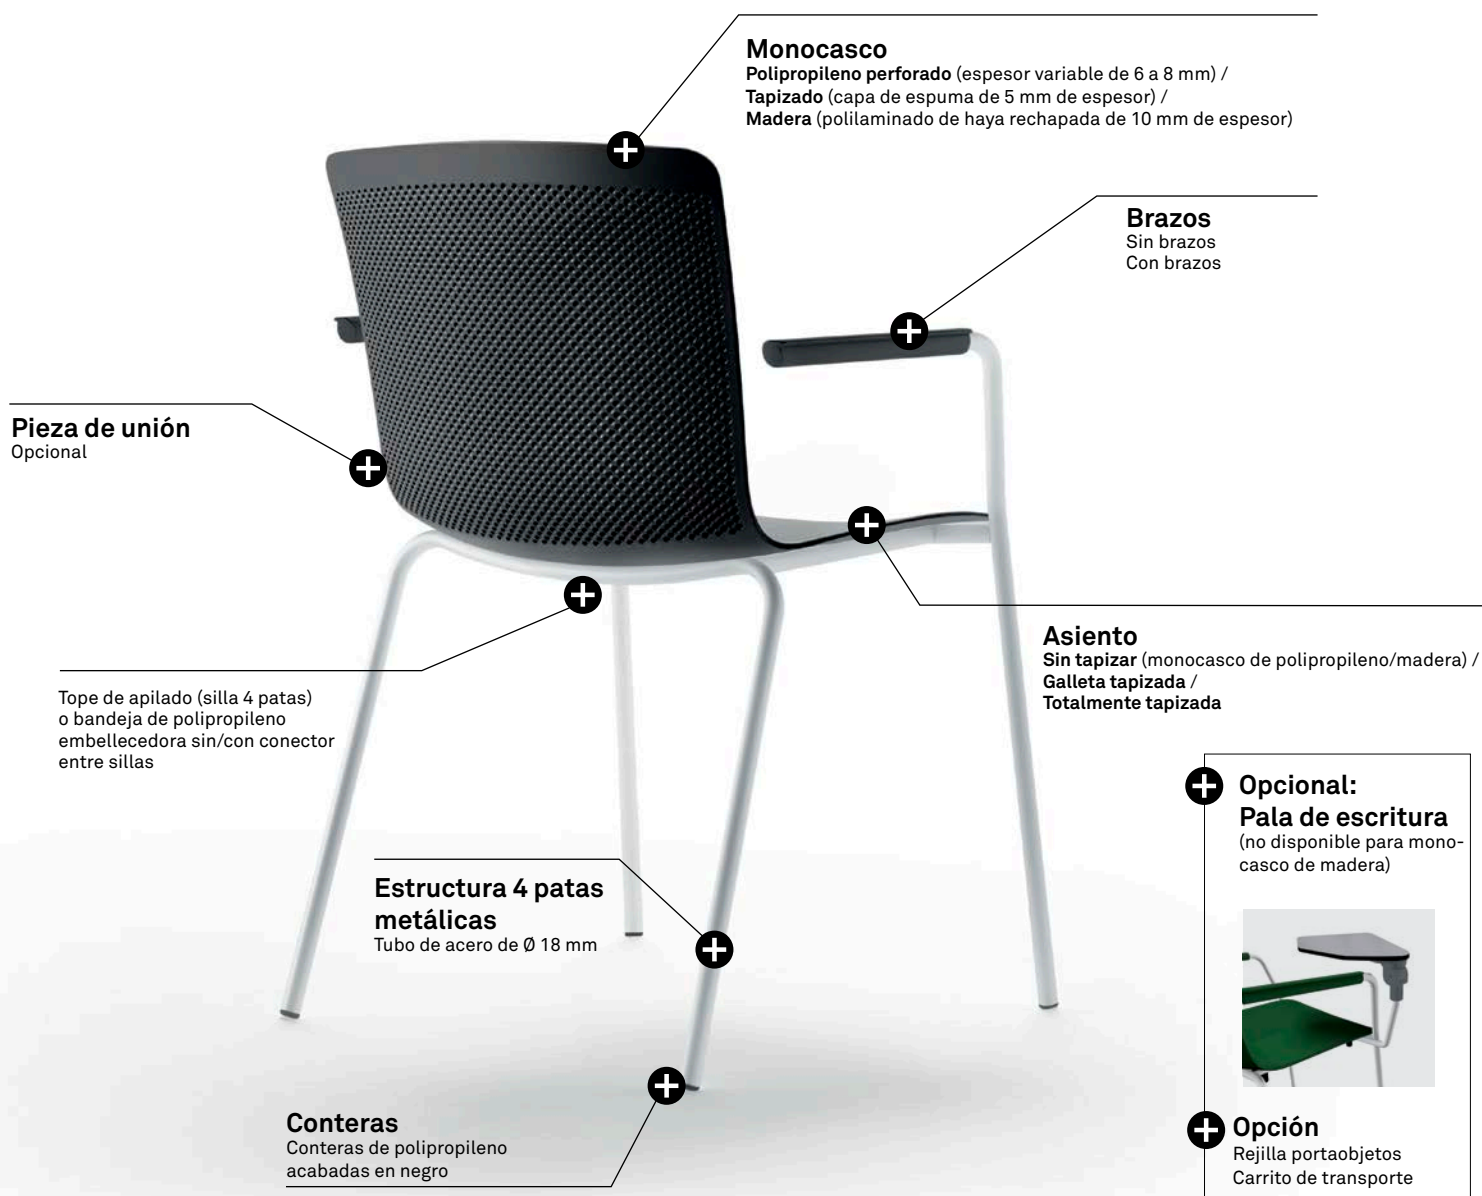 Monocasco
Polipropileno perforado (espesor variable de 6 a 8 mm) /
Tapizado (capa de espuma de 5 mm de espesor) /
Madera (polilaminado de haya rechapada de 10 mm de espesor)
Brazos
Sin brazos
Con brazos
Pieza de unión
Opcional
Asiento
Sin tapizar (monocasco de polipropileno/madera) /
Galleta tapizada /
Totalmente tapizada
Tope de apilado (silla 4 patas)
o bandeja de polipropileno
embellecedora sin/con conector
entre sillas
Opcional:
Pala de escritura
(no disponible para mono-
casco de madera)
Estructura 4 patas
metálicas
Tubo de acero de Ø 18 mm
Conteras
Conteras de polipropileno
acabadas en negro
Opción
Rejilla portaobjetos
Carrito de transporte